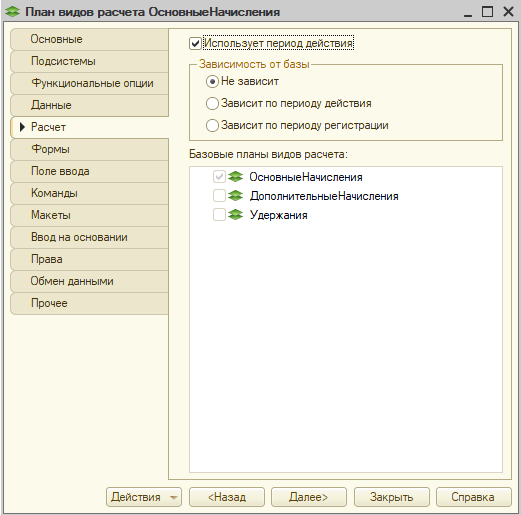 План видов расчета ОсновныеНачисления
Основные
Подсистемы
Функциональные опции
Данные
Расчет
Формы
Поле ввода
Команды
Макеты
Ввод на основании
Права
Обмен данными
Прочее
Использует период действия
Зависимость от базы
Не зависит
Зависит по периоду действия
Зависит по периоду регистрации
Базовые планы видов расчета:
ОсновныеНачисления
ДополнительныеНачисления
Удержания
Действия
<Назад
Далее>
Закрыть
Справка